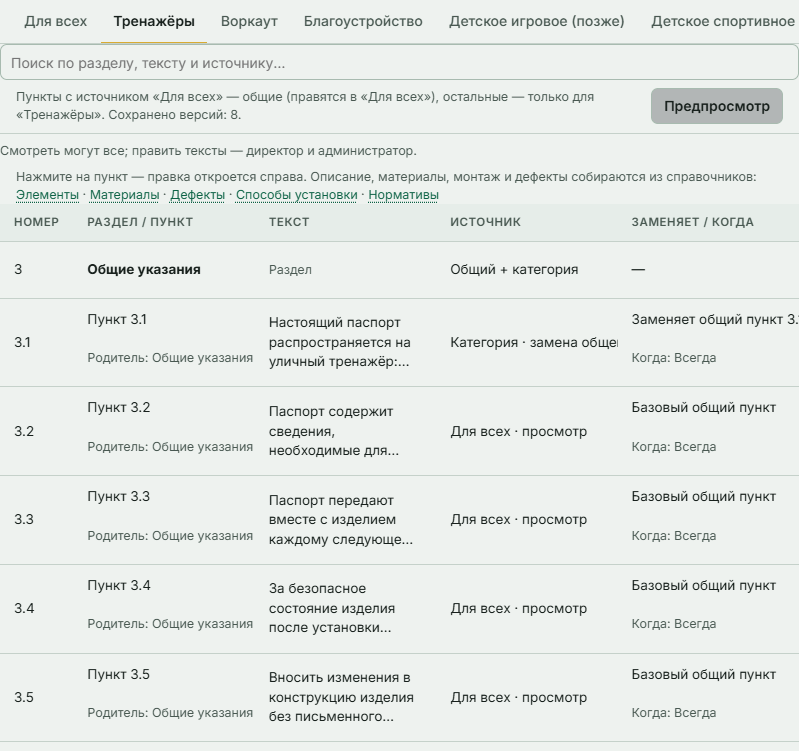 Для всех Тренажёры Воркаут Благоустройство Детское игровое (позже) Детское спортивное
Поиск по разделу, тексту и источнику...
Пункты с источником «Для всех» — общие (правятся в «Для всех»), остальные — только для
«Тренажёры». Сохранено версий: 8.
Предпросмотр
Смотреть могут все; править тексты — директор и администратор.
Нажмите на пункт — правка откроется справа. Описание, материалы, монтаж и дефекты собираются из справочников:
Элементы · Материалы · Дефекты · Способы установки · Нормативы
НОМЕР РАЗДЕЛ / ПУНКТ ТЕКСТ ИСТОЧНИК ЗАМЕНЯЕТ / КОГДА
3 Общие указания Раздел Общий + категория —
3.1
Пункт 3.1
Родитель: Общие указания
Настоящий паспорт
распространяется на
уличный тренажёр:...
Категория · замена
Заменяет общий пункт
Когда: Всегда
3.2
Пункт 3.2
Родитель: Общие указания
Паспорт содержит
сведения,
необходимые для...
Для всех · просмотр
Базовый общий пункт
Когда: Всегда
3.3
Пункт 3.3
Родитель: Общие указания
Паспорт передают
вместе с изделием
каждому следующе...
Для всех · просмотр
Базовый общий пункт
Когда: Всегда
3.4
Пункт 3.4
Родитель: Общие указания
За безопасное
состояние изделия
после установки...
Для всех · просмотр
Базовый общий пункт
Когда: Всегда
3.5
Пункт 3.5
Родитель: Общие указания
Вносить изменения в
конструкцию изделия
без письменного...
Для всех · просмотр
Базовый общий пункт
Когда: Всегда